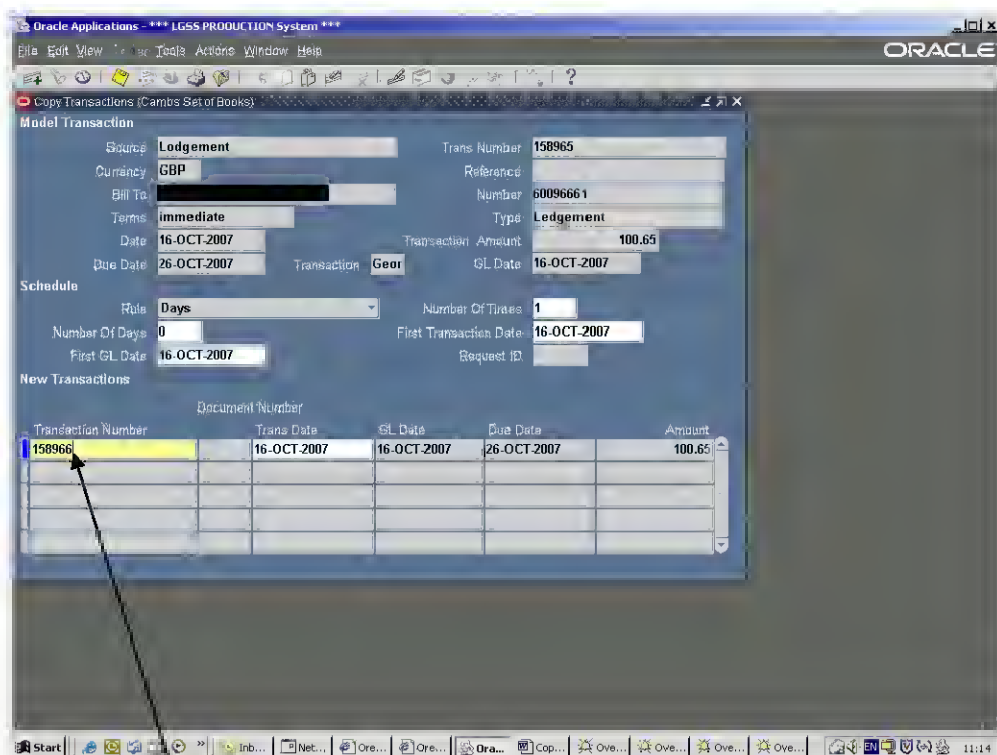 Oracle Applications - *** LGSS PRODUCTION System ***
File Edit View Tools Actions Window Help
ORACLE
Copy Transactions (Cambs Set of Books)
Model Transaction
Source Lodgement Trans Number 158965
Currency GBP Reference
Bill To Number 60096661
Terms immediate Type Lodgement
Date 16-OCT-2007 Transaction Amount 100.65
Due Date 26-OCT-2007 Transaction Geor GL Date 16-OCT-2007
Schedule
Rule Days Number Of Times 1
Number Of Days 0 First Transaction Date 16-OCT-2007
First GL Date 16-OCT-2007 Request ID
New Transactions
Document Number
Transaction Number Trans Date GL Date Due Date Amount
158966 16-OCT-2007 16-OCT-2007 26-OCT-2007 100.65
Start » Inb... Net... Ore... Ore... Ora... Cop... Ove... Ove... Ove... Ove... EN 11:14